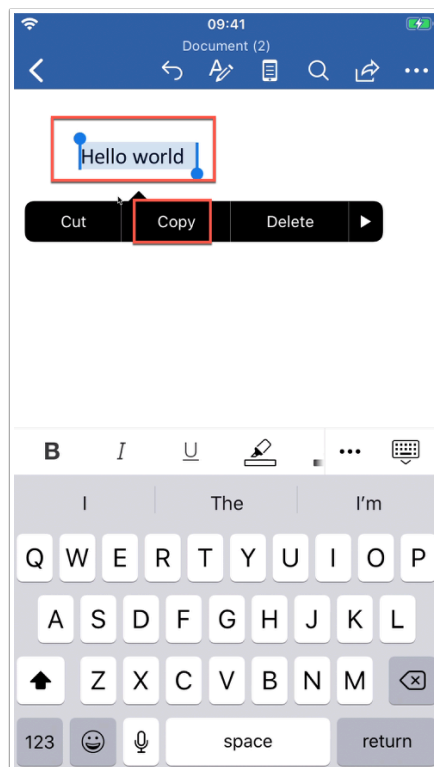 09:41
Document (2)
Hello world
Cut Copy Delete
B I U
I The I'm
Q W E R T Y U I O P
A S D F G H J K L
Z X C V B N M
123 space return